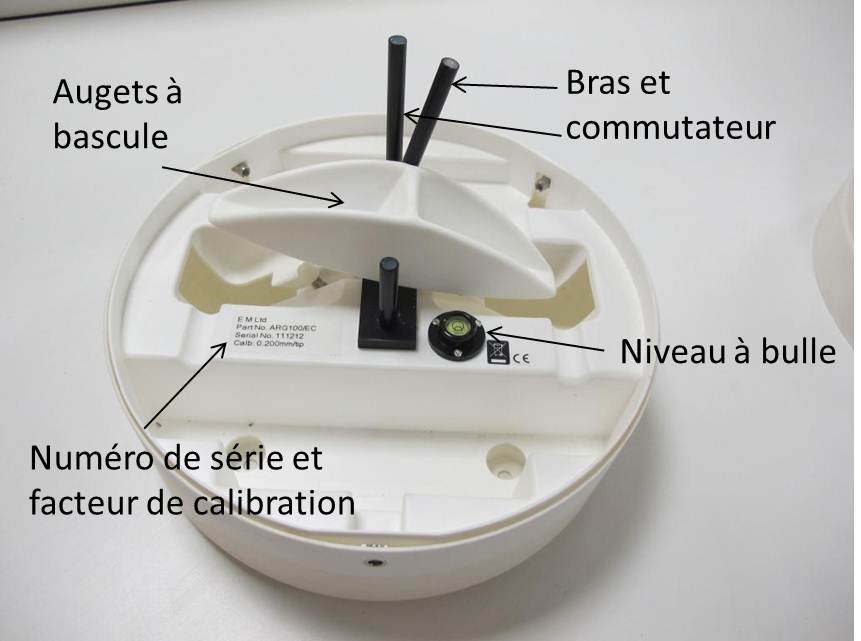 Augets à
bascule
Bras et
commutateur
E M Ltd
Part No. ARG100/EC
Serial No. 111212
Calib: 0.200mm/tip
CE
Niveau à bulle
Numéro de série et
facteur de calibration